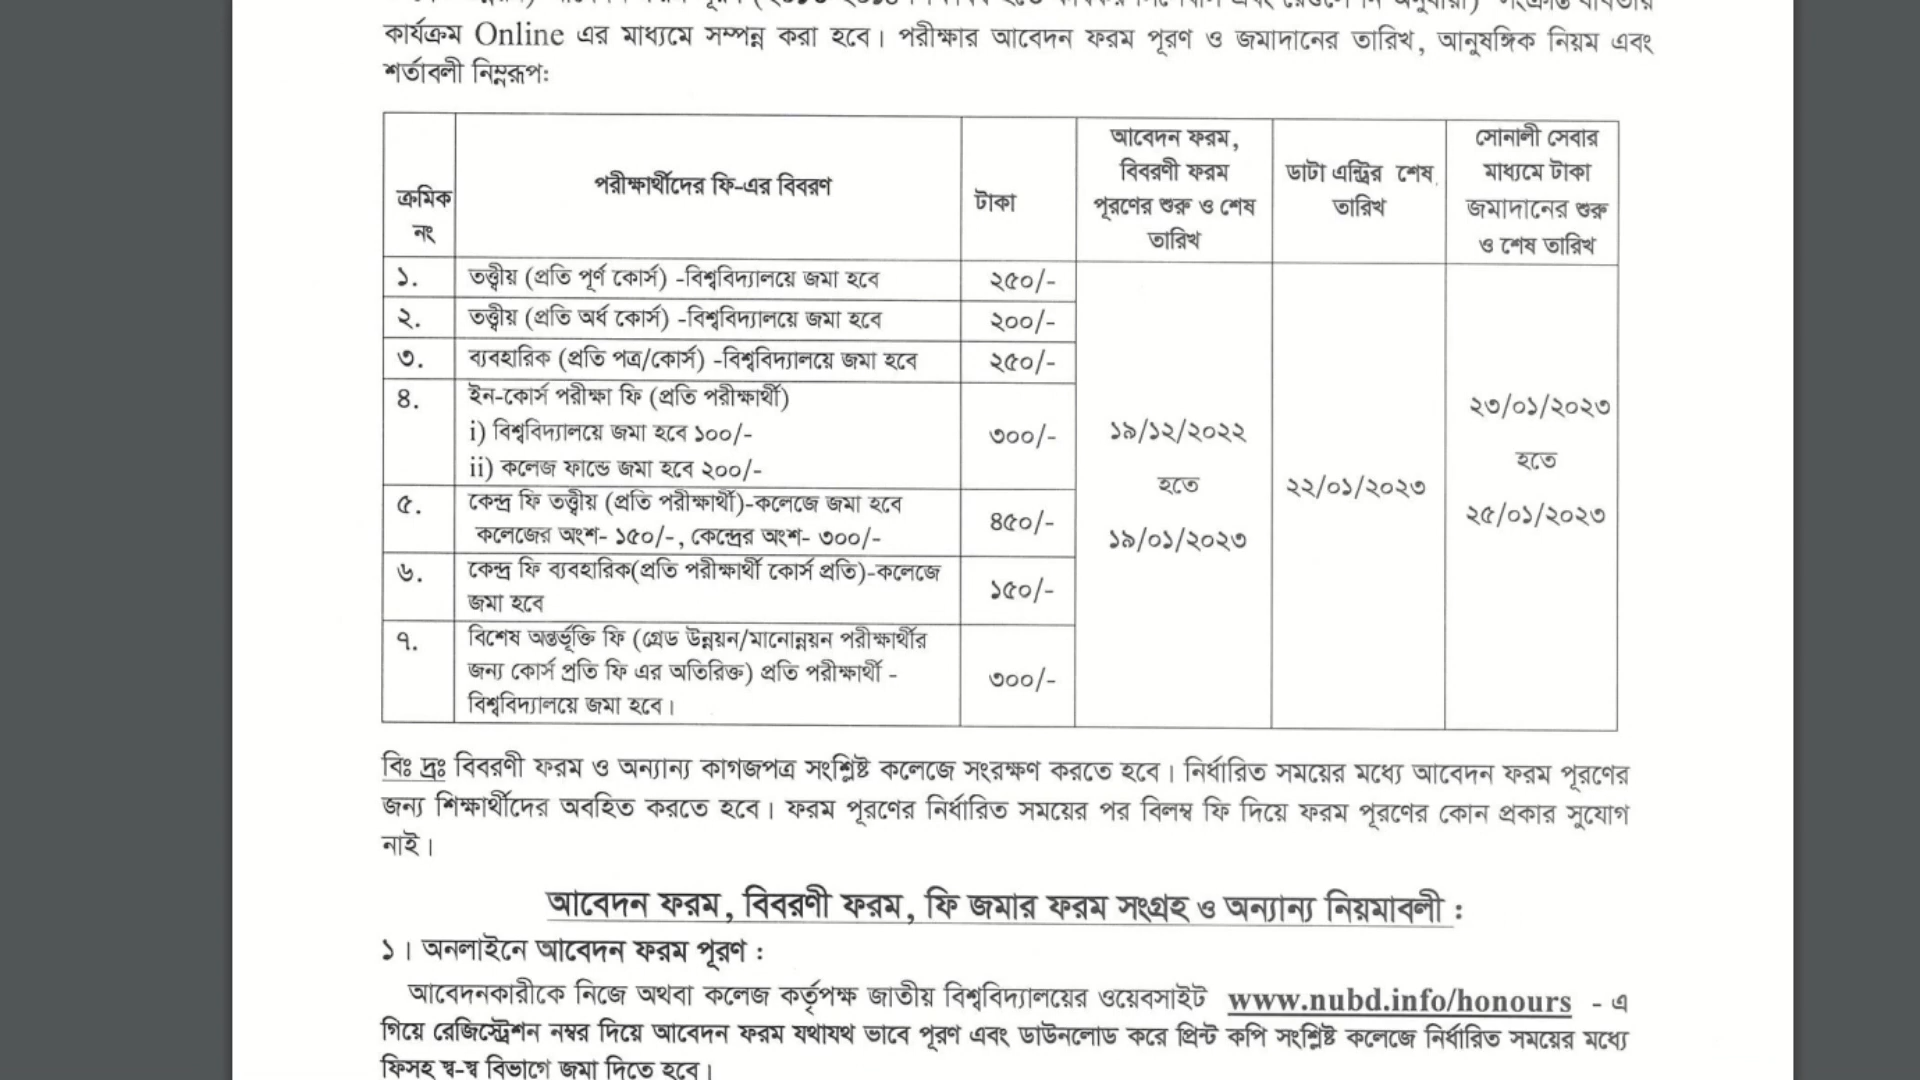 কার্যক্রম Online এর মাধ্যমে সম্পন্ন করা হবে। পরীক্ষার আবেদন ফরম পূরণ ও জমাদানের তারিখ, আনুষঙ্গিক নিয়ম এবং
শর্তাবলী নিম্নরূপঃ
ক্রমিক নং
পরীক্ষার্থীদের ফি-এর বিবরণ
টাকা
আবেদন ফরম,
বিবরণী ফরম
পূরণের শুরু ও শেষ
তারিখ
ডাটা এন্ট্রির শেষ
তারিখ
সোনালী সেবার
মাধ্যমে টাকা
জমাদানের শুরু
ও শেষ তারিখ
১. তত্ত্বীয় (প্রতি পূর্ণ কোর্স) -বিশ্ববিদ্যালয়ে জমা হবে ২৫০/-
২. তত্ত্বীয় (প্রতি অর্ধ কোর্স) -বিশ্ববিদ্যালয়ে জমা হবে ২০০/-
৩. ব্যবহারিক (প্রতি পত্র/কোর্স) -বিশ্ববিদ্যালয়ে জমা হবে ২৫০/-
৪. ইন-কোর্স পরীক্ষা ফি (প্রতি পরীক্ষার্থী)
i) বিশ্ববিদ্যালয়ে জমা হবে ১০০/-
ii) কলেজ ফান্ডে জমা হবে ২০০/-
৩০০/-
৫. কেন্দ্র ফি তত্ত্বীয় (প্রতি পরীক্ষার্থী)-কলেজে জমা হবে
কলেজের অংশ- ১৫০/-, কেন্দ্রের অংশ- ৩০০/-
৪৫০/-
৬. কেন্দ্র ফি ব্যবহারিক(প্রতি পরীক্ষার্থী কোর্স প্রতি)-কলেজে
জমা হবে
১৫০/-
৭. বিশেষ অন্তর্ভূক্তি ফি (গ্রেড উন্নয়ন/মানোন্নয়ন পরীক্ষার্থীর
জন্য কোর্স প্রতি ফি এর অতিরিক্ত) প্রতি পরীক্ষার্থী -
বিশ্ববিদ্যালয়ে জমা হবে।
৩০০/-
১৯/১২/২০২২
হতে
১৯/০১/২০২৩
২২/০১/২০২৩
২৩/০১/২০২৩
হতে
২৫/০১/২০২৩
বিঃ দ্রঃ বিবরণী ফরম ও অন্যান্য কাগজপত্র সংশ্লিষ্ট কলেজে সংরক্ষণ করতে হবে। নির্ধারিত সময়ের মধ্যে আবেদন ফরম পূরণের
জন্য শিক্ষার্থীদের অবহিত করতে হবে। ফরম পূরণের নির্ধারিত সময়ের পর বিলম্ব ফি দিয়ে ফরম পূরণের কোন প্রকার সুযোগ
নাই।
আবেদন ফরম, বিবরণী ফরম, ফি জমার ফরম সংগ্রহ ও অন্যান্য নিয়মাবলী :
১। অনলাইনে আবেদন ফরম পূরণ :
আবেদনকারীকে নিজে অথবা কলেজ কর্তৃপক্ষ জাতীয় বিশ্ববিদ্যালয়ের ওয়েবসাইট www.nubd.info/honours - এ
গিয়ে রেজিস্ট্রেশন নম্বর দিয়ে আবেদন ফরম যথাযথ ভাবে পূরণ এবং ডাউনলোড করে প্রিন্ট কপি সংশ্লিষ্ট কলেজে নির্ধারিত সময়ের মধ্যে
ফিসহ স্ব-স্ব বিভাগে জমা দিতে হবে।